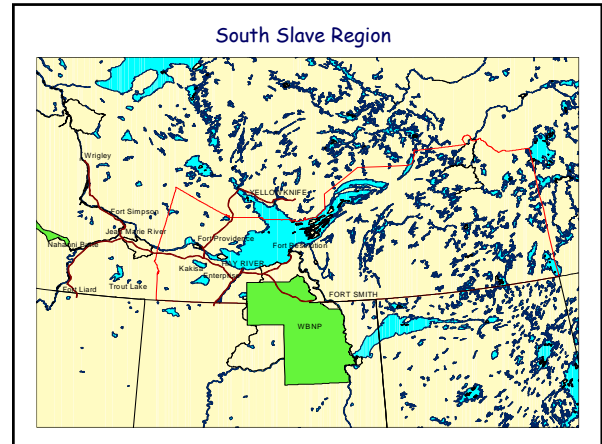 South Slave Region
Wrigley
YELLOWKNIFE
Fort Simpson
Jean Marie River
Fort Providence
Nahanni Butte
Fort Resolution
HAY RIVER
Kakisa
Enterprise
Fort Liard
Trout Lake
FORT SMITH
WBNP